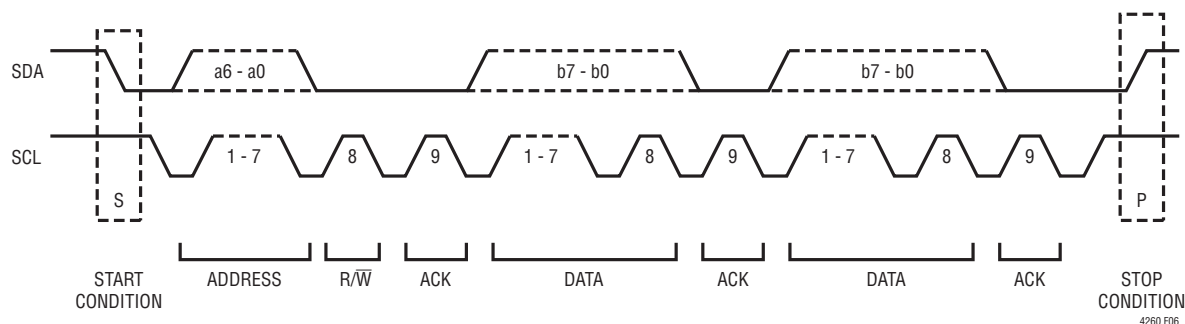 SDA
a6 - a0
b7 - b0
b7 - b0
SCL
1 - 7
8
9
1 - 7
8
9
1 - 7
8
9
S
P
START
CONDITION
ADDRESS
R/W̅
ACK
DATA
ACK
DATA
ACK
STOP
CONDITION
4260 F06